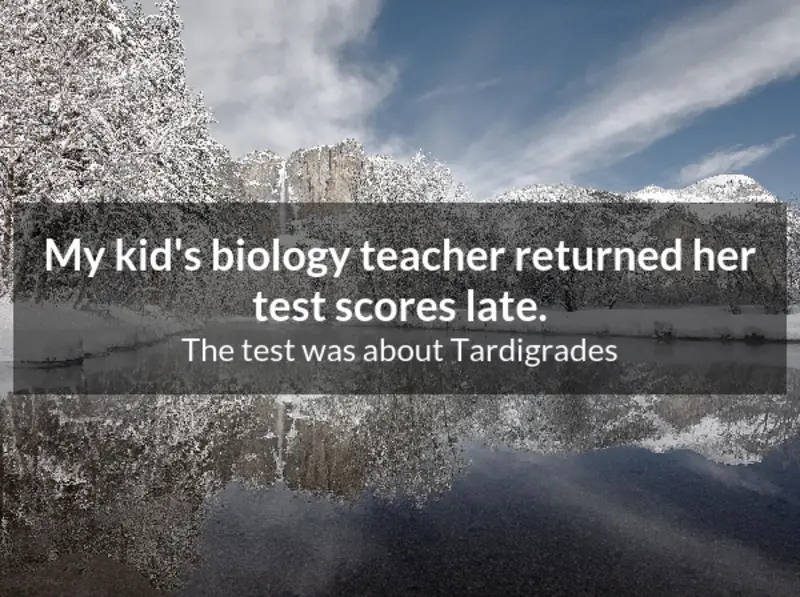 My kid's biology teacher returned her
test scores late.
The test was about Tardigrades